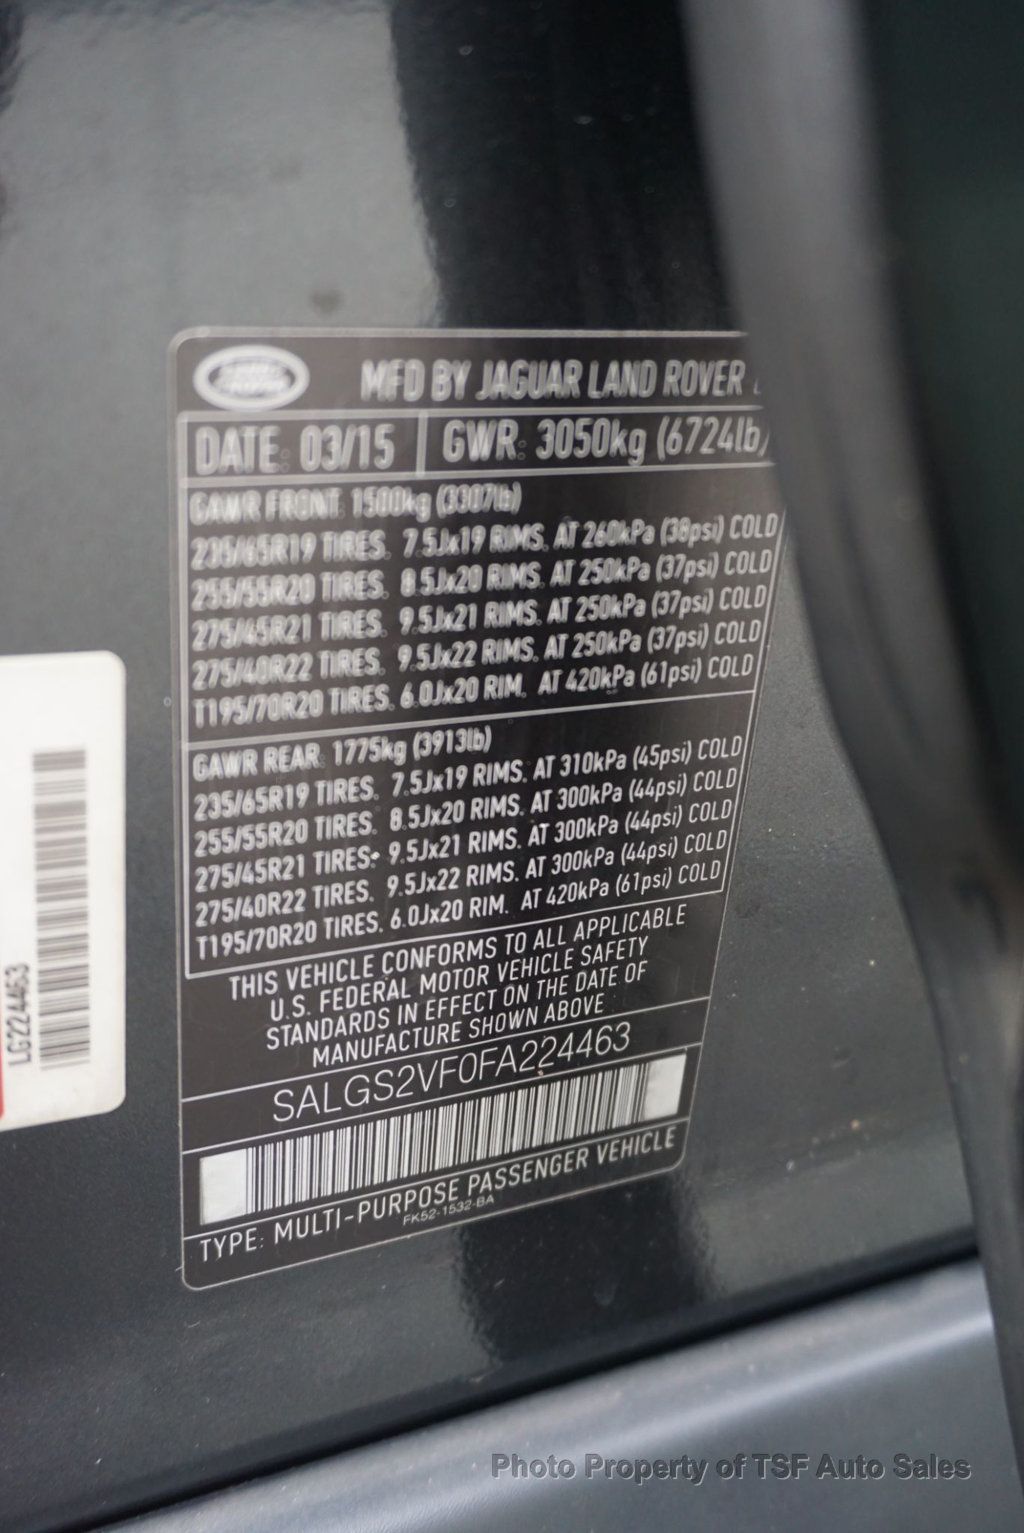 MFD BY JAGUAR LAND ROVER
DATE: 03/15 GWR: 3050kg (6724lb)
GAWR FRONT 1500kg (3307lb)
235/65R19 TIRES. 7.5Jx19 RIMS. AT 260kPa (38psi) COLD
255/55R20 TIRES. 8.5Jx20 RIMS. AT 250kPa (37psi) COLD
275/45R21 TIRES. 9.5Jx21 RIMS. AT 250kPa (37psi) COLD
275/40R22 TIRES. 9.5Jx22 RIMS. AT 250kPa (37psi) COLD
T195/70R20 TIRES. 6.0Jx20 RIM. AT 420kPa (61psi) COLD
GAWR REAR 1775kg (3913lb)
235/65R19 TIRES. 7.5Jx19 RIMS. AT 310kPa (45psi) COLD
255/55R20 TIRES. 8.5Jx20 RIMS. AT 300kPa (44psi) COLD
275/45R21 TIRES. 9.5Jx21 RIMS. AT 300kPa (44psi) COLD
275/40R22 TIRES. 9.5Jx22 RIMS. AT 300kPa (44psi) COLD
T195/70R20 TIRES. 6.0Jx20 RIM. AT 420kPa (61psi) COLD
THIS VEHICLE CONFORMS TO ALL APPLICABLE
U.S. FEDERAL MOTOR VEHICLE SAFETY
STANDARDS IN EFFECT ON THE DATE OF
MANUFACTURE SHOWN ABOVE
SALGS2VF0FA224463
TYPE: MULTI-PURPOSE PASSENGER VEHICLE
FK52-1532-BA
LG224463
Photo Property of TSF Auto Sales